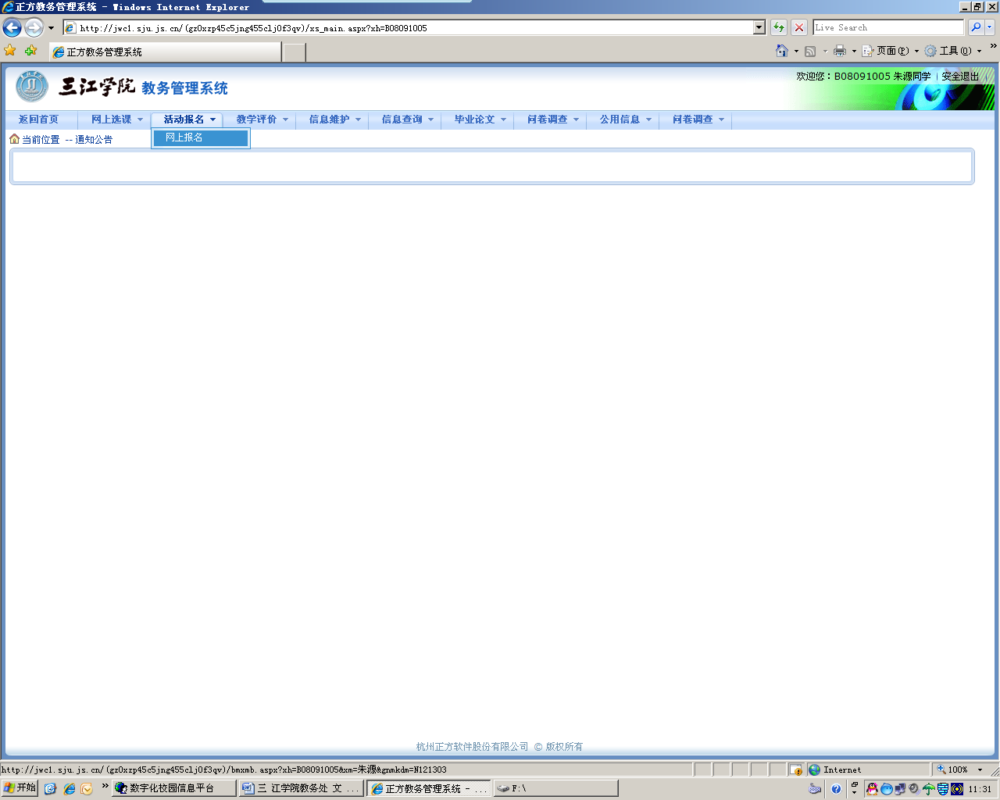 正方教务管理系统 - Windows Internet Explorer
http://jwc1.sju.js.cn/(gz0xzp45c5jng455clj0f3qv)/xs_main.aspx?xh=B08091005
Live Search
正方教务管理系统
页面(P)
工具(O)
»
三江学院 教务管理系统
欢迎您：B08091005 朱源同学 | 安全退出
返回首页 网上选课 活动报名 教学评价 信息维护 信息查询 毕业论文 问卷调查 公用信息 问卷调查
网上报名
当前位置 -- 通知公告
杭州正方软件股份有限公司 © 版权所有
http://jwc1.sju.js.cn/(gz0xzp45c5jng455clj0f3qv)/bmxmb.aspx?xh=B08091005&xm=朱源&gnmkdm=N121303
Internet
100%
开始
»
数字化校园信息平台
三 江学院教务处 文 ...
正方教务管理系统 - ...
F:\
11:31